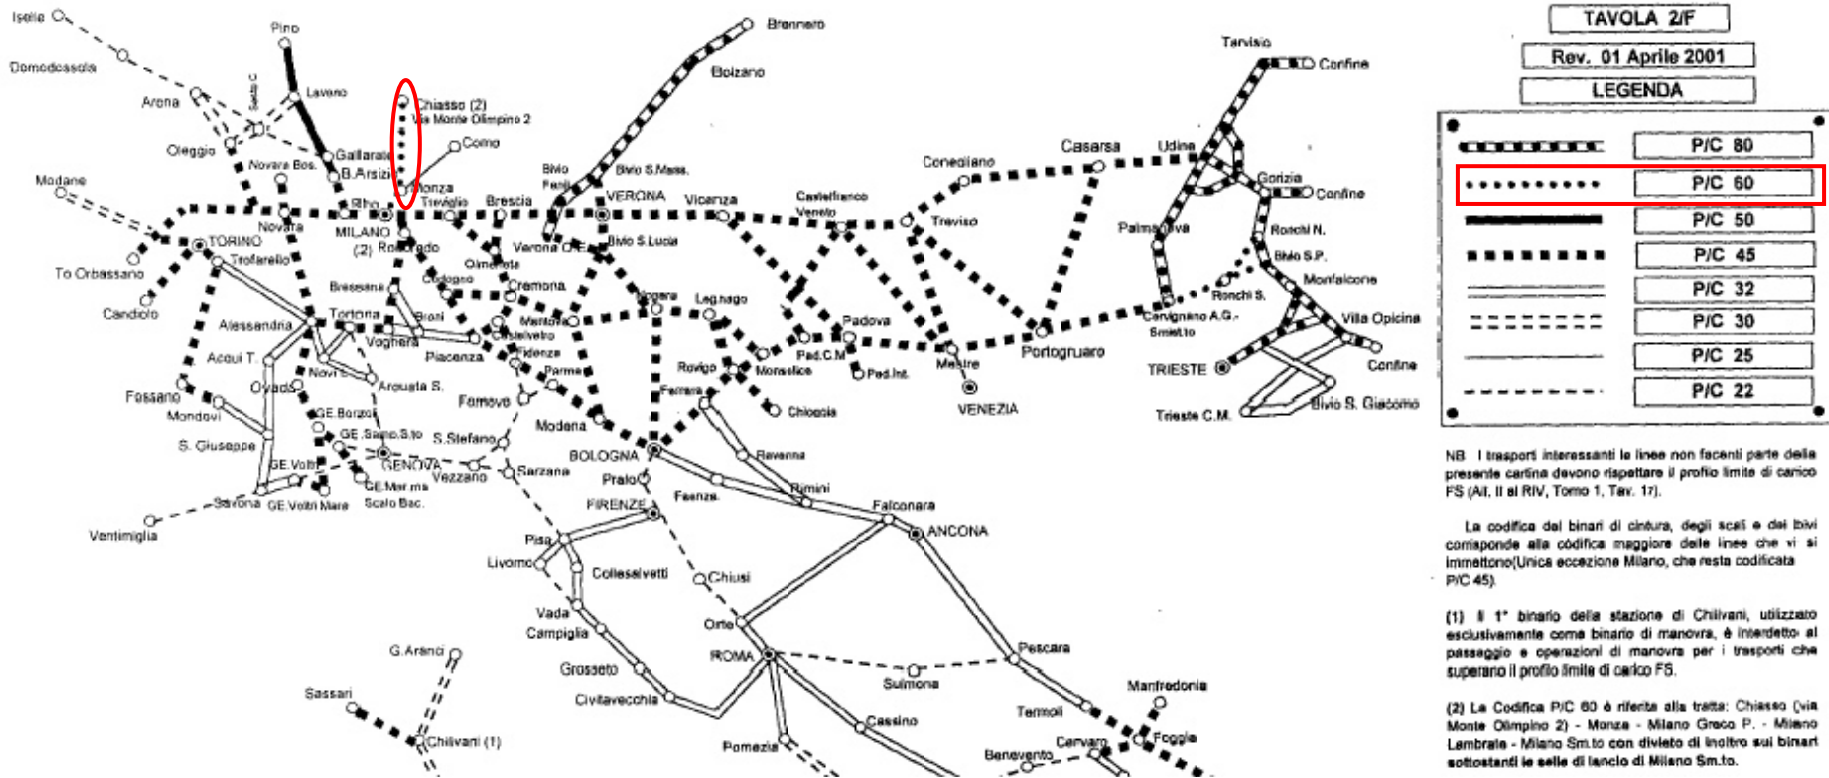 Iselle
Domodossola
Arona
Pino
Sesto C.
Laveno
Oleggio
Novara Bos.
Gallarate
B.Arsizio
Chiasso (2)
Via Monte Olimpino 2
Como
Monza
Modane
Rho
Treviglio
Brescia
Novara
MILANO
(2)
Rogoredo
TORINO
Trofarello
To Orbassano
Candiolo
Brennero
Bolzano
Bivio
Bivio S.Mass.
VERONA
Verona Q.E.
Bivio S.Lucia
Vicenza
Castelfranco
Veneto
Conegliano
Treviso
Casarsa
Udine
Tarvisio
Confine
Gorizia
Confine
Ronchi N.
Palmanova
Bivio S.P.
Monfalcone
Ronchi S.
Cervignano A.G.-
Smist.to
Villa Opicina
Confine
TRIESTE
Trieste C.M.
Bivio S. Giacomo
Olmeneta
Codogno
Cremona
Bressana
Broni
Tortona
Voghera
Alessandria
Piacenza
Castelvetro
Fidenza
Mantova
Nogara
Legnago
Padova
Pad.C.M
Pad.Int.
Monselice
Rovigo
Ferrara
Chioggia
Mestre
VENEZIA
Portogruaro
Acqui T.
Ovada
Arquata S.
Fossano
Mondovì
S. Giuseppe
GE.Borzoli
GE.Samp.S.to
GENOVA
GE.Voltri
GE.Voltri Mare
GE.Mar.ma
Scalo Bac.
Savona
Ventimiglia
Parma
Fornovo
S.Stefano
Vezzano
Sarzana
Modena
BOLOGNA
Prato
FIRENZE
Faenza
Ravenna
Rimini
Falconara
ANCONA
Pisa
Livorno
Collesalvetti
Vada
Campiglia
Grosseto
Civitavecchia
Chiusi
Orte
ROMA
Sulmona
Pescara
Termoli
Manfredonia
Foggia
Cervaro
Benevento
Cassino
Pomezia
G.Aranci
Sassari
Chilivani (1)
TAVOLA 2/F
Rev. 01 Aprile 2001
LEGENDA
P/C 80
P/C 60
P/C 50
P/C 45
P/C 32
P/C 30
P/C 25
P/C 22
NB I trasporti interessanti le linee non facenti parte della
presente cartina devono rispettare il profilo limite di carico
FS (All. II al RIV, Tomo 1, Tav. 17).
La codifica dei binari di cintura, degli scali e dei bivi
corrisponde alla codifica maggiore delle linee che vi si
immettono(Unica eccezione Milano, che resta codificata
P/C 45).
(1) Il 1° binario della stazione di Chilivani, utilizzato
esclusivamente come binario di manovra, è interdetto al
passaggio e operazioni di manovra per i trasporti che
superano il profilo limite di carico FS.
(2) La Codifica P/C 60 è riferita alla tratta: Chiasso (via
Monte Olimpino 2) - Monza - Milano Greco P. - Milano
Lambrate - Milano Sm.to con divieto di inoltro sui binari
sottostanti le selle di lancio di Milano Sm.to.